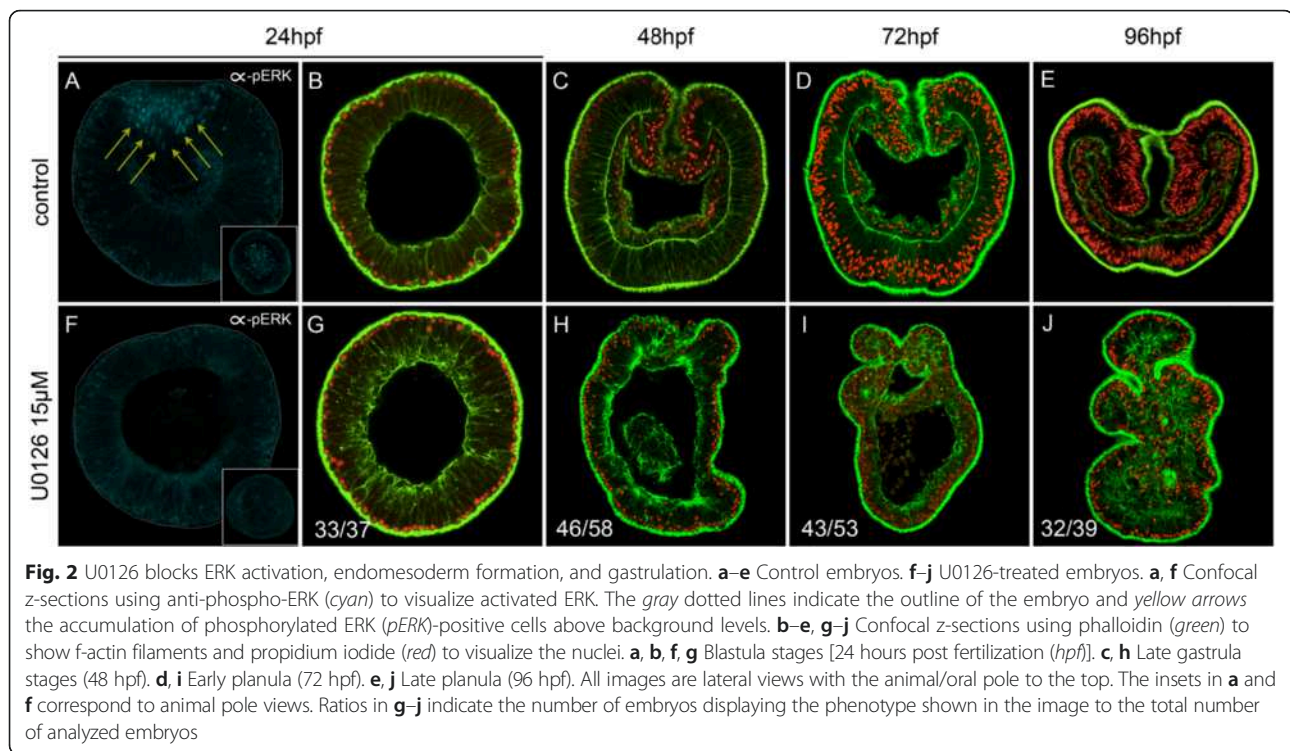 24hpf
48hpf
72hpf
96hpf
control
A
∝-pERK
B
C
D
E
U0126 15µM
F
∝-pERK
G
33/37
H
46/58
I
43/53
J
32/39
Fig. 2 U0126 blocks ERK activation, endomesoderm formation, and gastrulation. a–e Control embryos. f–j U0126-treated embryos. a, f Confocal
z-sections using anti-phospho-ERK (cyan) to visualize activated ERK. The gray dotted lines indicate the outline of the embryo and yellow arrows
the accumulation of phosphorylated ERK (pERK)-positive cells above background levels. b–e, g–j Confocal z-sections using phalloidin (green) to
show f-actin filaments and propidium iodide (red) to visualize the nuclei. a, b, f, g Blastula stages [24 hours post fertilization (hpf)]. c, h Late gastrula
stages (48 hpf). d, i Early planula (72 hpf). e, j Late planula (96 hpf). All images are lateral views with the animal/oral pole to the top. The insets in a and
f correspond to animal pole views. Ratios in g–j indicate the number of embryos displaying the phenotype shown in the image to the total number
of analyzed embryos